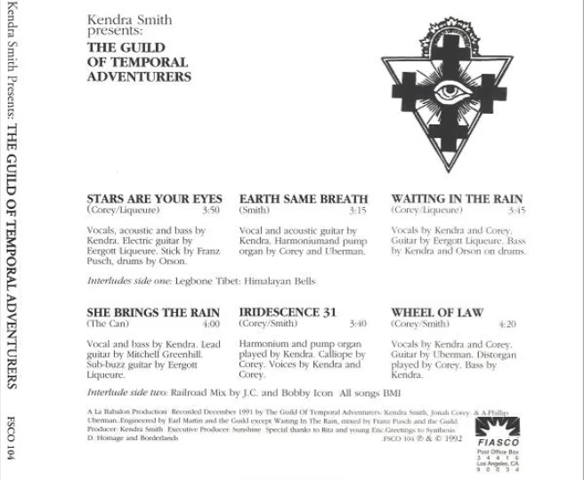 Kendra Smith Presents: THE GUILD OF TEMPORAL ADVENTURERS FSCO 104
Kendra Smith
presents:
THE GUILD
OF TEMPORAL
ADVENTURERS
STARS ARE YOUR EYES
(Corey/Liqueure) 3:50
Vocals, acoustic and bass by
Kendra. Electric guitar by
Eergott Liqueure. Stick by Franz
Pusch, drums by Orson.
EARTH SAME BREATH
(Smith) 3:15
Vocal and acoustic guitar by
Kendra. Harmoniumand pump
organ by Corey and Uberman.
WAITING IN THE RAIN
(Corey/Liqueure) 3:45
Vocals by Kendra and Corey.
Guitar by Eergott Liqueure. Bass
by Kendra and Orson on drums.
Interludes side one: Legbone Tibet: Himalayan Bells
SHE BRINGS THE RAIN
(The Can) 4:00
Vocal and bass by Kendra. Lead
guitar by Mitchell Greenhill.
Sub-buzz guitar by Eergott
Liqueure.
IRIDESCENCE 31
(Corey/Smith) 3:40
Harmonium and pump organ
played by Kendra. Calliope by
Corey. Voices by Kendra and
Corey.
WHEEL OF LAW
(Corey/Smith) 4:20
Vocals by Kendra and Corey.
Guitar by Uberman. Distorgan
played by Corey. Bass by
Kendra.
Interlude side two: Railroad Mix by J.C. and Bobby Icon All songs BMI
A La Babalon Production Recorded December 1991 by The Guild Of Temporal Adventurers: Kendra Smith, Jonah Corey & A.Phillip
Uberman. Engineered by Earl Martin and the Guild except Waiting In The Rain, mixed by Franz Pusch and the Guild.
Producer: Kendra Smith Executive Producer: Sunshine Special thanks to Rita and young Eric. Greetings to Synthesis
D. Homage and Borderlands FSCO 104 ℗ & © 1992
FIASCO
Post Office Box
34416
Los Angeles, CA
90034